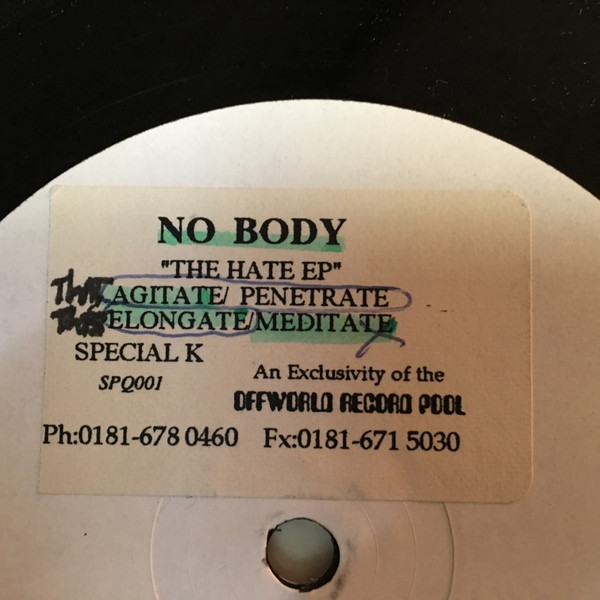 NO BODY
"THE HATE EP"
THAT AGITATE/ PENETRATE
ELONGATE/MEDITATE
SPECIAL K
SPQ001
An Exclusivity of the
OFFWORLD RECORD POOL
Ph:0181-678 0460 Fx:0181-671 5030